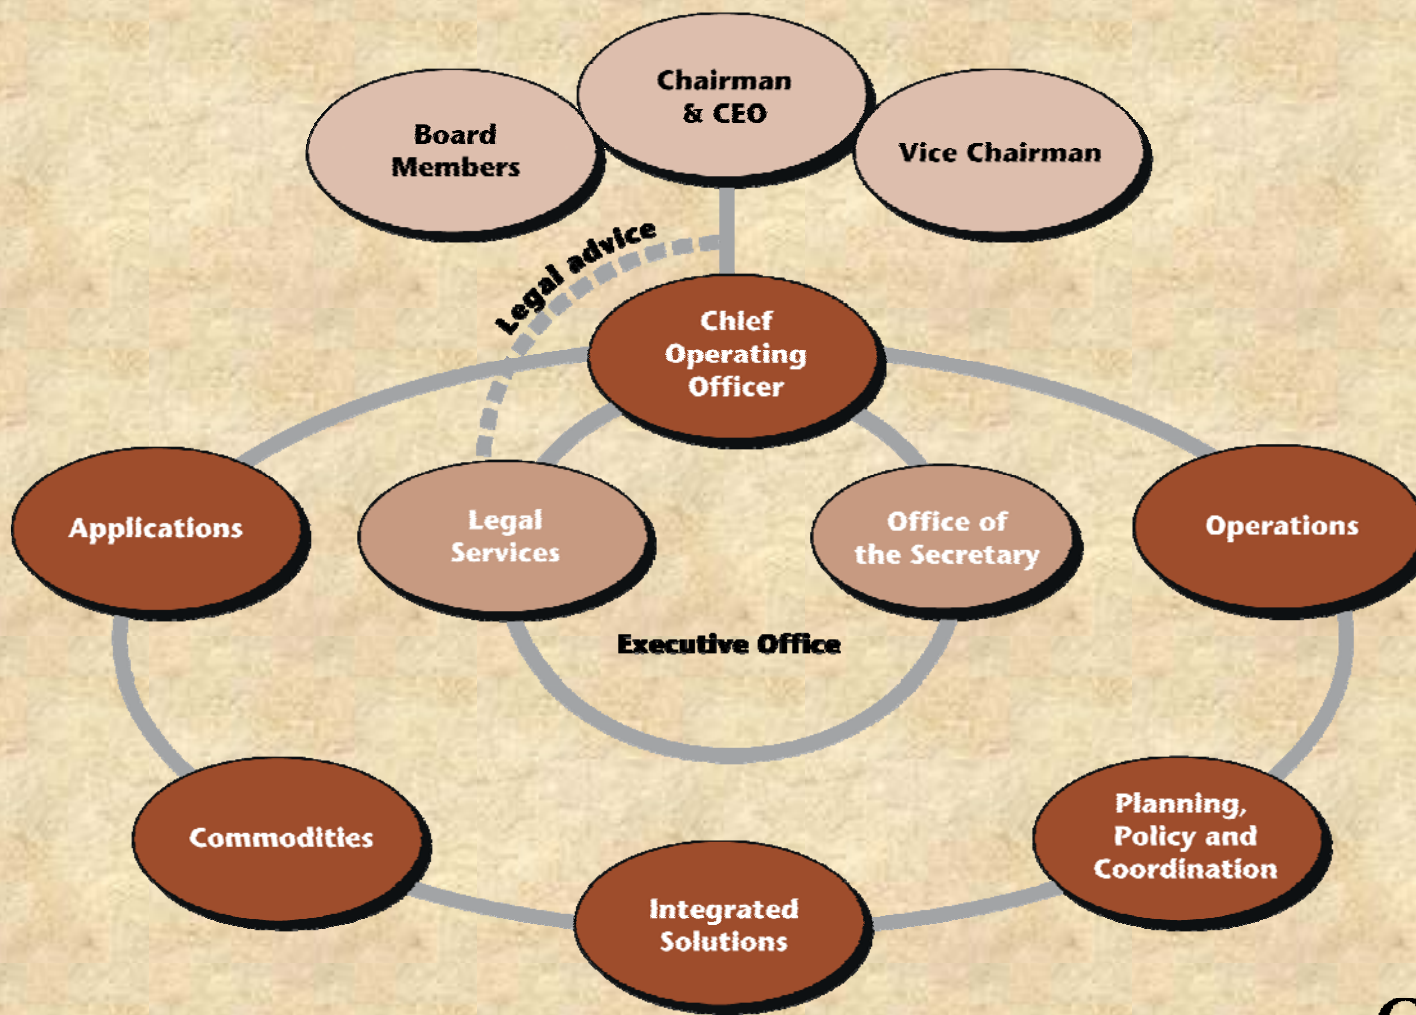 Chairman
& CEO
Board
Members
Vice Chairman
Legal advice
Chief
Operating
Officer
Applications
Legal
Services
Office of
the Secretary
Operations
Executive Office
Commodities
Planning,
Policy and
Coordination
Integrated
Solutions